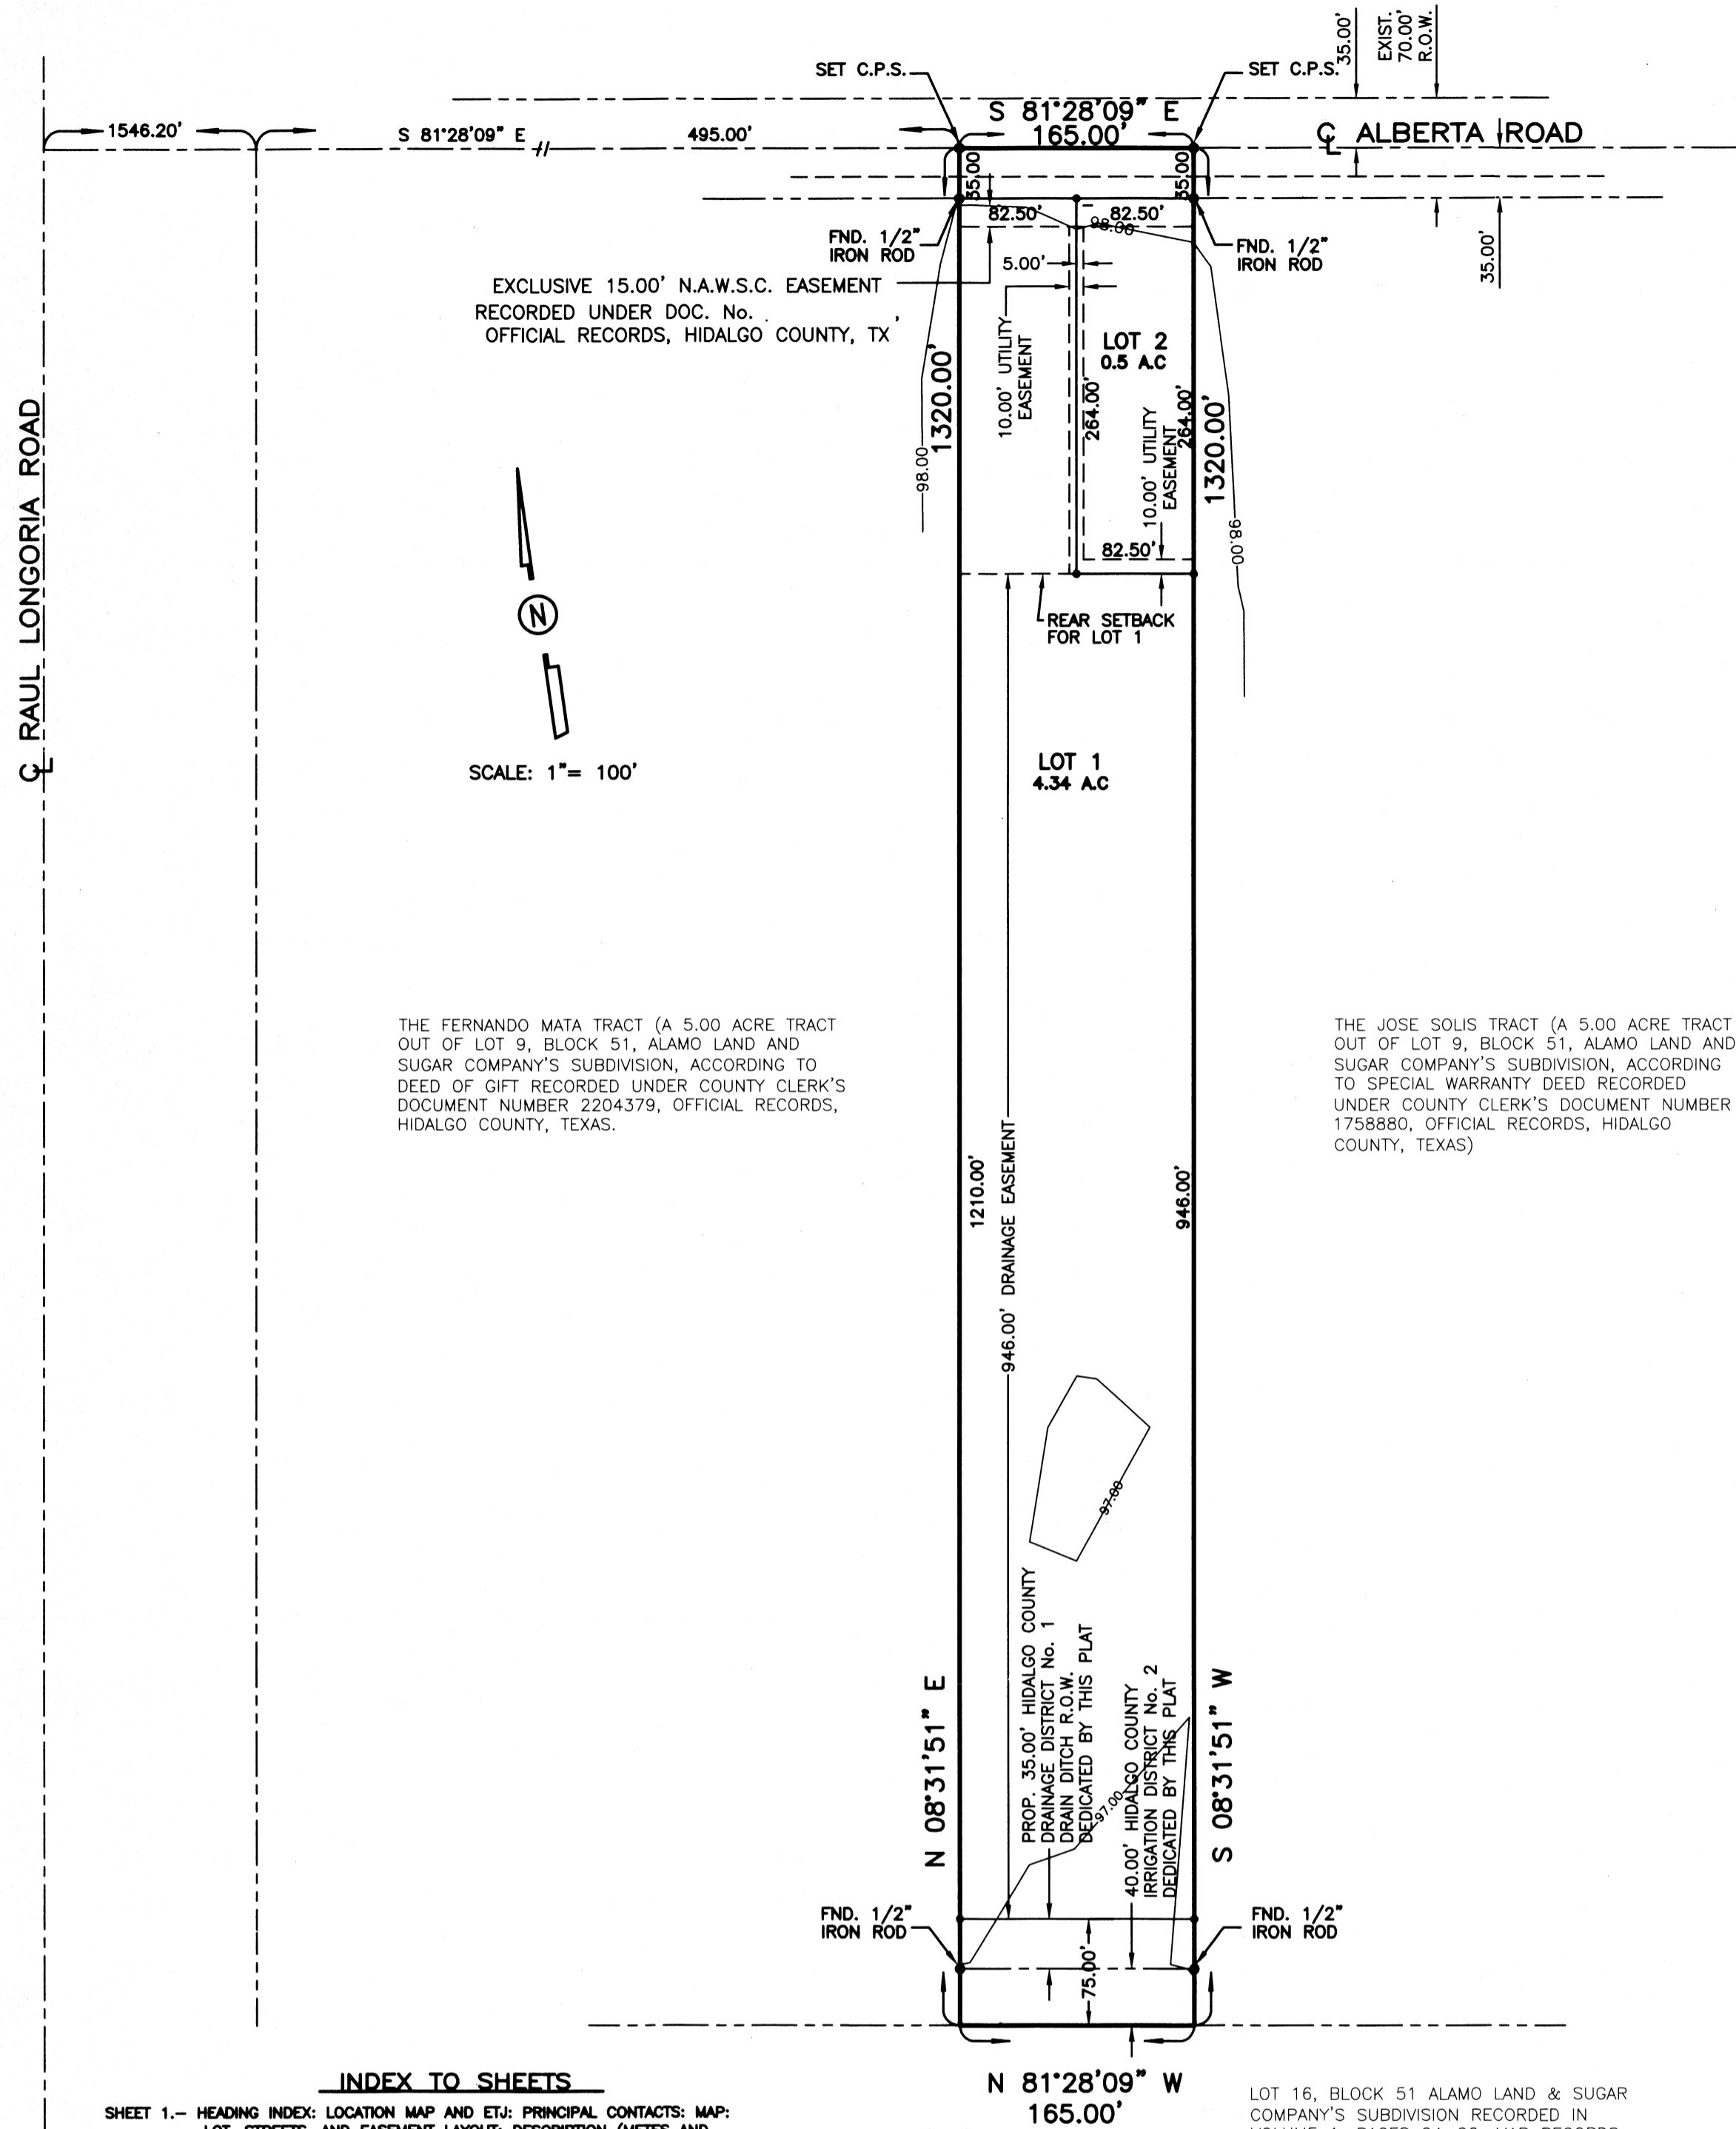 35.00'
EXIST.
70.00'
R.O.W.
SET C.P.S.
SET C.P.S.
1546.20'
S 81°28'09" E
495.00'
S 81°28'09" E
165.00'
℄ ALBERTA ROAD
35.00
35.00
82.50'
82.50'
98.00
FND. 1/2"
IRON ROD
FND. 1/2"
IRON ROD
35.00'
5.00'
EXCLUSIVE 15.00' N.A.W.S.C. EASEMENT
RECORDED UNDER DOC. No.              ,
OFFICIAL RECORDS, HIDALGO COUNTY, TX
10.00' UTILITY
EASEMENT
LOT 2
0.5 A.C
1320.00'
264.00'
264.00'
1320.00'
98.00
10.00' UTILITY
EASEMENT
98.00
82.50'
℄ RAUL LONGORIA ROAD
N
REAR SETBACK
FOR LOT 1
SCALE: 1"= 100'
LOT 1
4.34 A.C
THE FERNANDO MATA TRACT (A 5.00 ACRE TRACT
OUT OF LOT 9, BLOCK 51, ALAMO LAND AND
SUGAR COMPANY'S SUBDIVISION, ACCORDING TO
DEED OF GIFT RECORDED UNDER COUNTY CLERK'S
DOCUMENT NUMBER 2204379, OFFICIAL RECORDS,
HIDALGO COUNTY, TEXAS.
THE JOSE SOLIS TRACT (A 5.00 ACRE TRACT
OUT OF LOT 9, BLOCK 51, ALAMO LAND AND
SUGAR COMPANY'S SUBDIVISION, ACCORDING
TO SPECIAL WARRANTY DEED RECORDED
UNDER COUNTY CLERK'S DOCUMENT NUMBER
1758880, OFFICIAL RECORDS, HIDALGO
COUNTY, TEXAS)
1210.00'
946.00' DRAINAGE EASEMENT
946.00'
97.00
PROP. 35.00' HIDALGO COUNTY
DRAINAGE DISTRICT No. 1
DRAIN DITCH R.O.W.
DEDICATED BY THIS PLAT
97.00
40.00' HIDALGO COUNTY
IRRIGATION DISTRICT No. 2
DEDICATED BY THIS PLAT
N 08°31'51" E
S 08°31'51" W
FND. 1/2"
IRON ROD
FND. 1/2"
IRON ROD
75.00'
N 81°28'09" W
165.00'
INDEX TO SHEETS
SHEET 1.– HEADING INDEX: LOCATION MAP AND ETJ: PRINCIPAL CONTACTS: MAP:
LOT, STREETS, AND EASEMENT LAYOUT: DESCRIPTION (METES AND
LOT 16, BLOCK 51 ALAMO LAND & SUGAR
COMPANY'S SUBDIVISION RECORDED IN